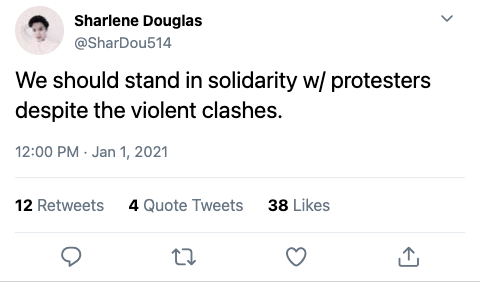 Sharlene Douglas
@SharDou514
We should stand in solidarity w/ protesters
despite the violent clashes.
12:00 PM · Jan 1, 2021
12 Retweets 4 Quote Tweets 38 Likes